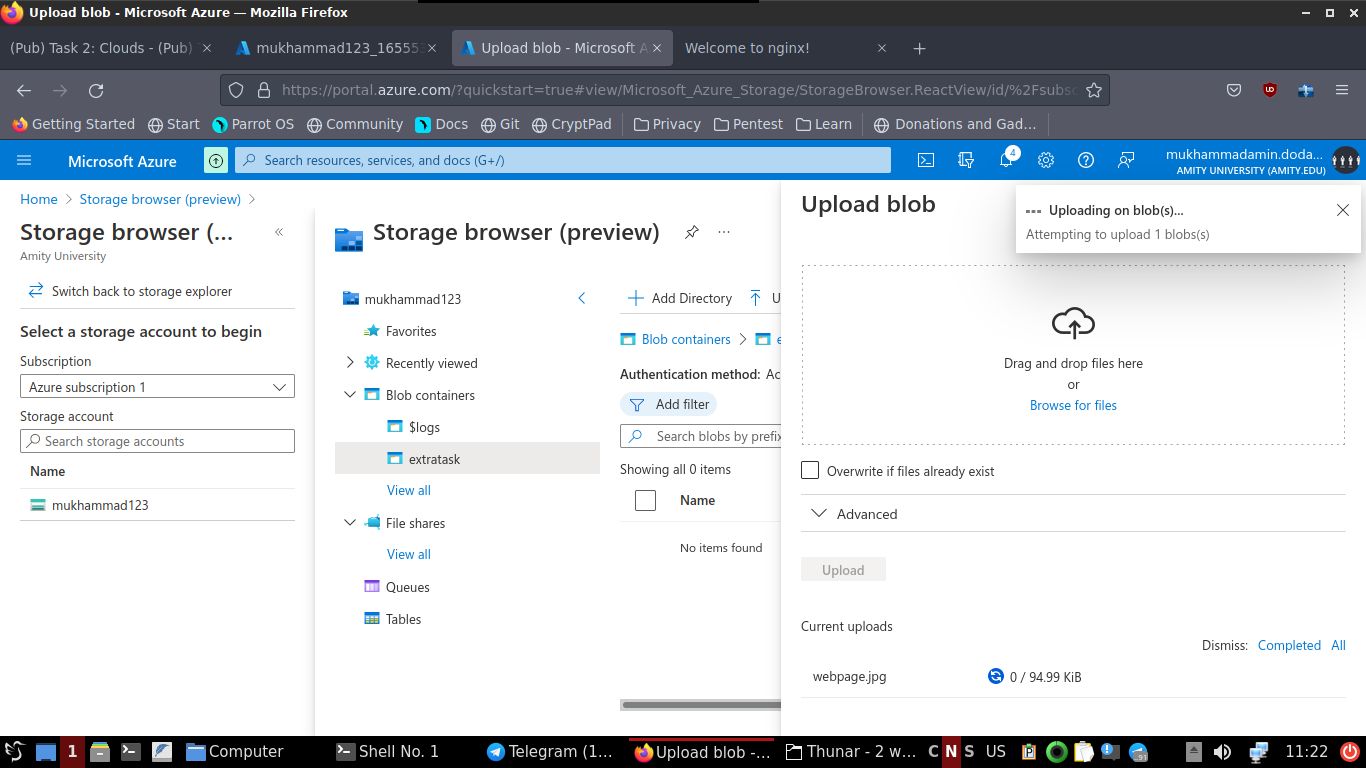 Upload blob - Microsoft Azure — Mozilla Firefox
(Pub) Task 2: Clouds - (Pub)
mukhammad123_16555
Upload blob - Microsoft A
Welcome to nginx!
https://portal.azure.com/?quickstart=true#view/Microsoft_Azure_Storage/StorageBrowser.ReactView/id/%2Fsubsc
Getting Started
Start
Parrot OS
Community
Docs
Git
CryptPad
Privacy
Pentest
Learn
Donations and Gad...
Microsoft Azure
Search resources, services, and docs (G+/)
4
mukhammadamin.doda...
AMITY UNIVERSITY (AMITY.EDU)
Home
Storage browser (preview)
Storage browser (...
Amity University
Switch back to storage explorer
Select a storage account to begin
Subscription
Azure subscription 1
Storage account
Search storage accounts
Name
mukhammad123
Storage browser (preview)
mukhammad123
Favorites
Recently viewed
Blob containers
$logs
extratask
View all
File shares
View all
Queues
Tables
Add Directory
U
Blob containers
e
Authentication method: Ac
Add filter
Search blobs by prefix
Showing all 0 items
Name
No items found
Upload blob
Uploading on blob(s)...
Attempting to upload 1 blobs(s)
Drag and drop files here
or
Browse for files
Overwrite if files already exist
Advanced
Upload
Current uploads
Dismiss: Completed All
webpage.jpg
0 / 94.99 KiB
1
Computer
Shell No. 1
Telegram (1...
Upload blob -...
Thunar - 2 w...
C N S
US
91
11:22